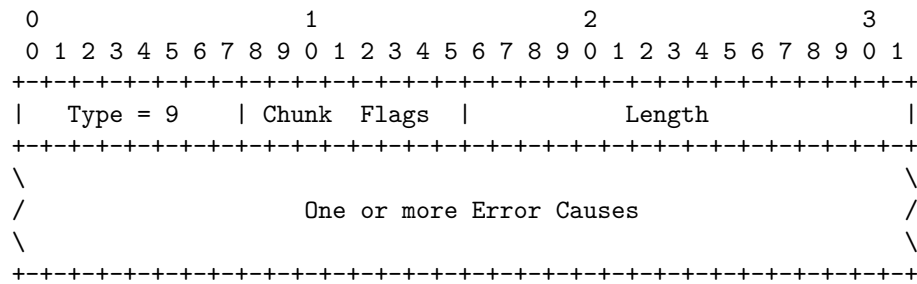 0                   1                   2                   3
0 1 2 3 4 5 6 7 8 9 0 1 2 3 4 5 6 7 8 9 0 1 2 3 4 5 6 7 8 9 0 1
+-+-+-+-+-+-+-+-+-+-+-+-+-+-+-+-+-+-+-+-+-+-+-+-+-+-+-+-+-+-+-+-+
|   Type = 9    | Chunk  Flags  |           Length              |
+-+-+-+-+-+-+-+-+-+-+-+-+-+-+-+-+-+-+-+-+-+-+-+-+-+-+-+-+-+-+-+-+
\                                                               \
/                    One or more Error Causes                   /
\                                                               \
+-+-+-+-+-+-+-+-+-+-+-+-+-+-+-+-+-+-+-+-+-+-+-+-+-+-+-+-+-+-+-+-+